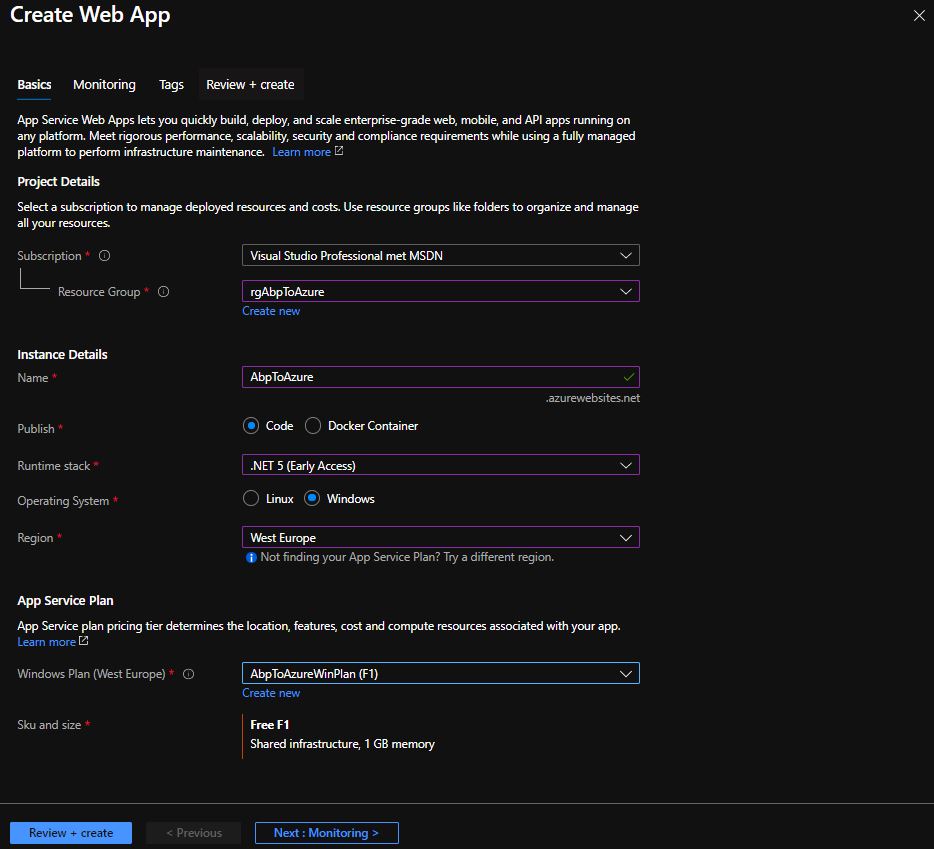 Create Web App
Basics Monitoring Tags Review + create
App Service Web Apps lets you quickly build, deploy, and scale enterprise-grade web, mobile, and API apps running on
any platform. Meet rigorous performance, scalability, security and compliance requirements while using a fully managed
platform to perform infrastructure maintenance. Learn more
Project Details
Select a subscription to manage deployed resources and costs. Use resource groups like folders to organize and manage
all your resources.
Subscription * Visual Studio Professional met MSDN
Resource Group * rgAbpToAzure
Create new
Instance Details
Name * AbpToAzure
.azurewebsites.net
Publish * Code Docker Container
Runtime stack * .NET 5 (Early Access)
Operating System * Linux Windows
Region * West Europe
Not finding your App Service Plan? Try a different region.
App Service Plan
App Service plan pricing tier determines the location, features, cost and compute resources associated with your app.
Learn more
Windows Plan (West Europe) * AbpToAzureWinPlan (F1)
Create new
Sku and size * Free F1
Shared infrastructure, 1 GB memory
Review + create < Previous Next : Monitoring >